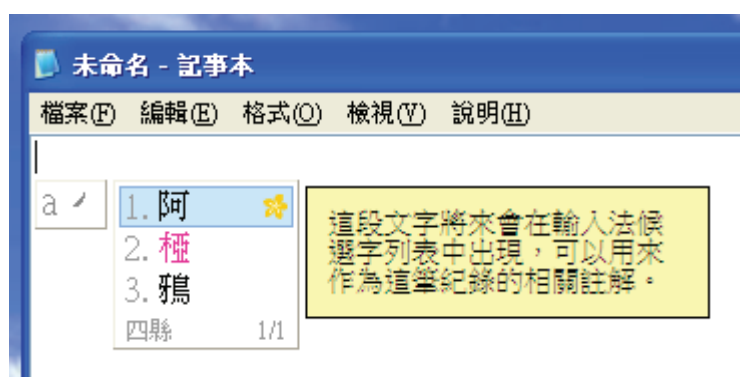 未命名 - 記事本
檔案(F) 編輯(E) 格式(O) 檢視(V) 說明(H)
aˊ
1. 阿
2. 椏
3. 鴉
四縣 1/1
這段文字將來會在輸入法候
選字列表中出現，可以用來
作為這筆紀錄的相關註解。